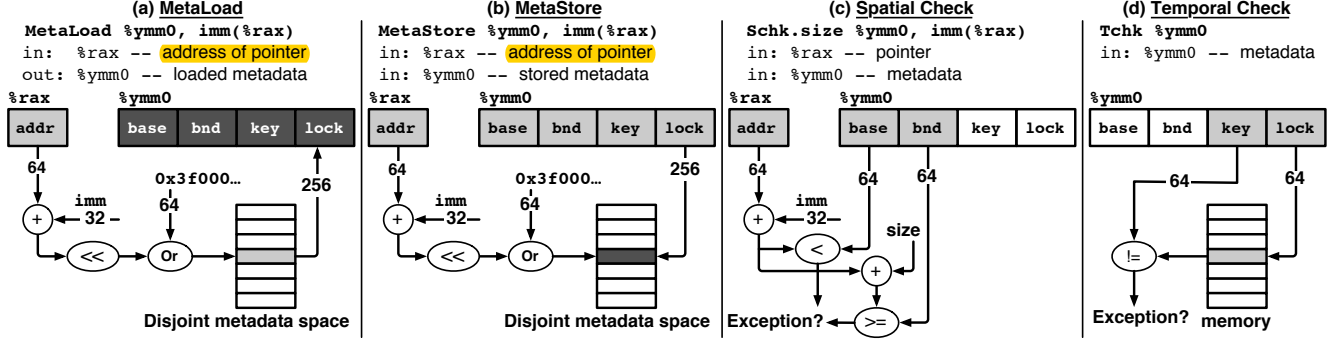 (a) MetaLoad
MetaLoad %ymm0, imm(%rax)
in: %rax -- address of pointer
out: %ymm0 -- loaded metadata
%rax
%ymm0
addr
base bnd key lock
64
256
0x3f000…
imm
64
32
+
<<
Or
Disjoint metadata space
(b) MetaStore
MetaStore %ymm0, imm(%rax)
in: %rax -- address of pointer
in: %ymm0 -- stored metadata
%rax
%ymm0
addr
base bnd key lock
64
256
0x3f000…
imm
64
32
+
<<
Or
Disjoint metadata space
(c) Spatial Check
Schk.size %ymm0, imm(%rax)
in: %rax -- pointer
in: %ymm0 -- metadata
%rax
%ymm0
addr
base bnd key lock
64
64
64
imm
32
+
size
<
+
Exception?
>=
(d) Temporal Check
Tchk %ymm0
in: %ymm0 -- metadata
%ymm0
base bnd key lock
64
64
!=
Exception?
memory